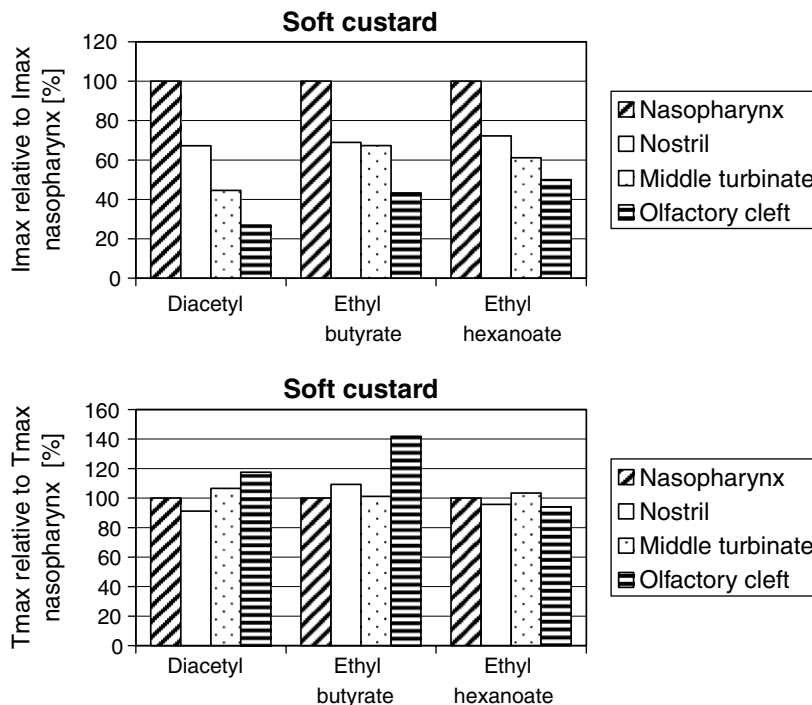 Soft custard
Imax relative to Imax
nasopharynx [%]
120
100
80
60
40
20
0
Diacetyl
Ethyl
butyrate
Ethyl
hexanoate
Nasopharynx
Nostril
Middle turbinate
Olfactory cleft
Soft custard
Tmax relative to Tmax
nasopharynx [%]
160
140
120
100
80
60
40
20
0
Diacetyl
Ethyl
butyrate
Ethyl
hexanoate
Nasopharynx
Nostril
Middle turbinate
Olfactory cleft